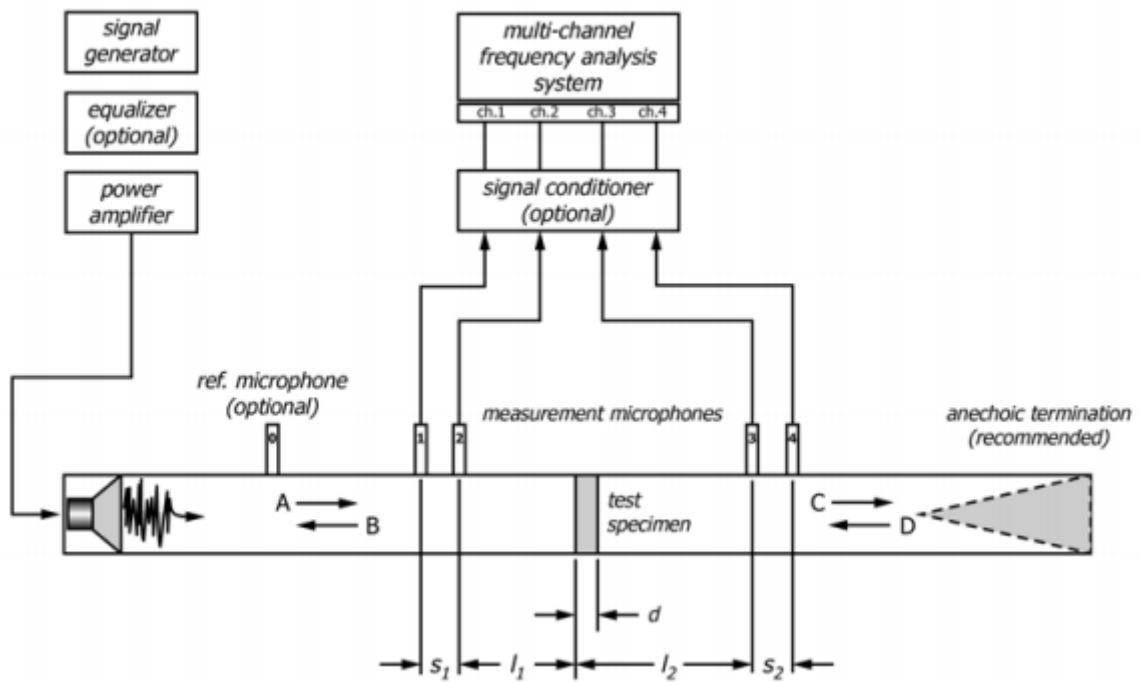 signal
generator
equalizer
(optional)
power
amplifier
multi-channel
frequency analysis
system
ch.1 ch.2 ch.3 ch.4
signal conditioner
(optional)
ref. microphone
(optional)
measurement microphones
anechoic termination
(recommended)
0 1 2 3 4
A
B
test
specimen
C
D
d
s1 l1 l2 s2